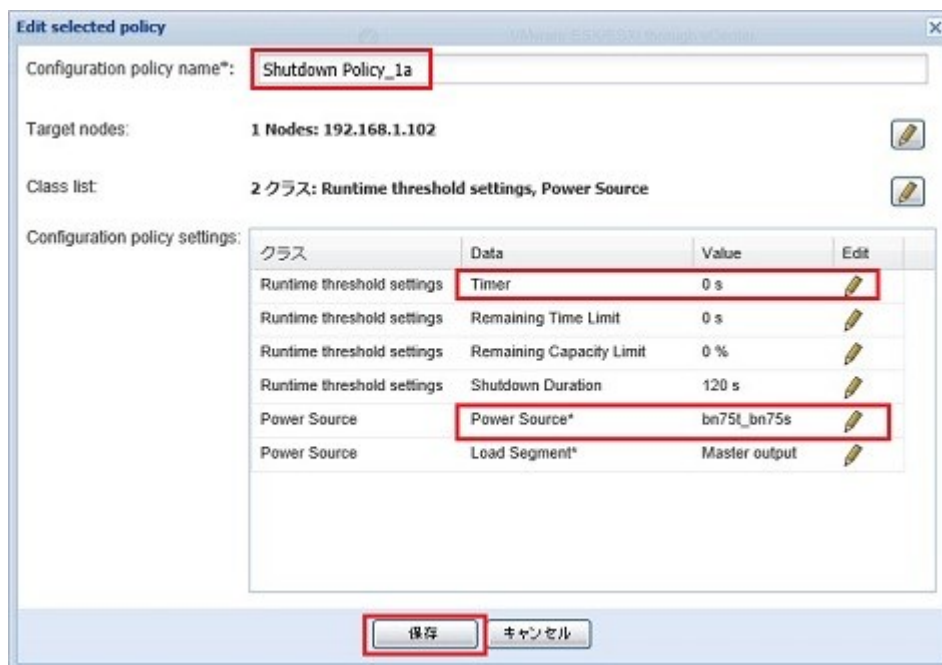 Edit selected policy
VMware ESX/ESXi through vCenter
Configuration policy name*: Shutdown Policy_1a
Target nodes: 1 Nodes: 192.168.1.102
Class list: 2 クラス: Runtime threshold settings, Power Source
Configuration policy settings:
クラス Data Value Edit
Runtime threshold settings Timer 0 s
Runtime threshold settings Remaining Time Limit 0 s
Runtime threshold settings Remaining Capacity Limit 0 %
Runtime threshold settings Shutdown Duration 120 s
Power Source Power Source* bn75t_bn75s
Power Source Load Segment* Master output
保存 キャンセル